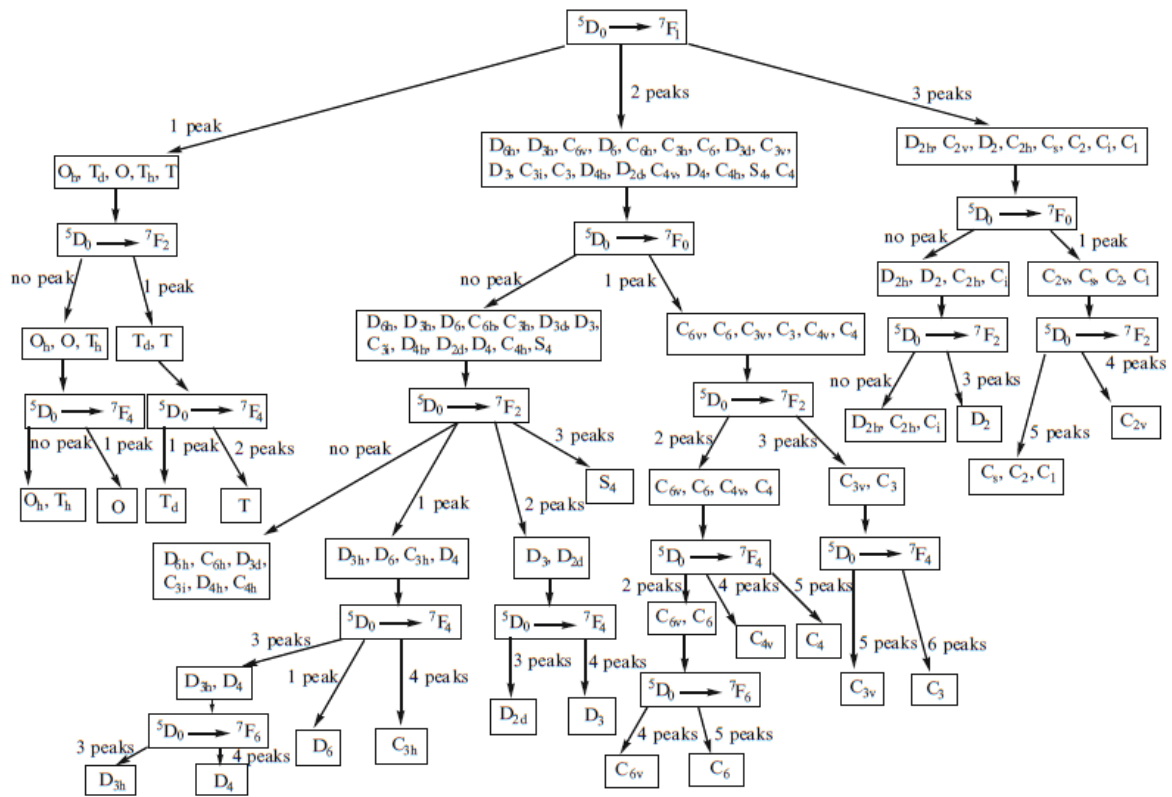 ⁵D₀ → ⁷F₁
1 peak
2 peaks
3 peaks
Oₕ, T_d, O, Tₕ, T
D₆ₕ, D₃ₕ, C₆ᵥ, D₆, C₆ₕ, C₃ₕ, C₆, D₃d, C₃ᵥ,
D₃, C₃ᵢ, C₃, D₄ₕ, D₂d, C₄ᵥ, D₄, C₄ₕ, S₄, C₄
D₂ₕ, C₂ᵥ, D₂, C₂ₕ, Cₛ, C₂, Cᵢ, C₁
⁵D₀ → ⁷F₂
⁵D₀ → ⁷F₀
⁵D₀ → ⁷F₀
no peak
1 peak
no peak
1 peak
no peak
1 peak
Oₕ, O, Tₕ
T_d, T
D₆ₕ, D₃ₕ, D₆, C₆ₕ, C₃ₕ, D₃d, D₃,
C₃ᵢ, D₄ₕ, D₂d, D₄, C₄ₕ, S₄
C₆ᵥ, C₆, C₃ᵥ, C₃, C₄ᵥ, C₄
D₂ₕ, D₂, C₂ₕ, Cᵢ
C₂ᵥ, Cₛ, C₂, C₁
⁵D₀ → ⁷F₄
⁵D₀ → ⁷F₄
⁵D₀ → ⁷F₂
⁵D₀ → ⁷F₂
⁵D₀ → ⁷F₂
⁵D₀ → ⁷F₂
no peak
1 peak
1 peak
2 peaks
no peak
1 peak
2 peaks
3 peaks
2 peaks
3 peaks
no peak
3 peaks
5 peaks
4 peaks
Oₕ, Tₕ
O
T_d
T
D₆ₕ, C₆ₕ, D₃d,
C₃ᵢ, D₄ₕ, C₄ₕ
D₃ₕ, D₆, C₃ₕ, D₄
D₃, D₂d
S₄
C₆ᵥ, C₆, C₄ᵥ, C₄
C₃ᵥ, C₃
D₂ₕ, C₂ₕ, Cᵢ
D₂
Cₛ, C₂, C₁
C₂ᵥ
⁵D₀ → ⁷F₄
⁵D₀ → ⁷F₄
⁵D₀ → ⁷F₄
⁵D₀ → ⁷F₄
3 peaks
1 peak
4 peaks
3 peaks
4 peaks
2 peaks
4 peaks
5 peaks
5 peaks
6 peaks
D₃ₕ, D₄
D₆
C₃ₕ
D₂d
D₃
C₆ᵥ, C₆
C₄ᵥ
C₄
C₃ᵥ
C₃
⁵D₀ → ⁷F₆
⁵D₀ → ⁷F₆
3 peaks
4 peaks
4 peaks
5 peaks
D₃ₕ
D₄
C₆ᵥ
C₆